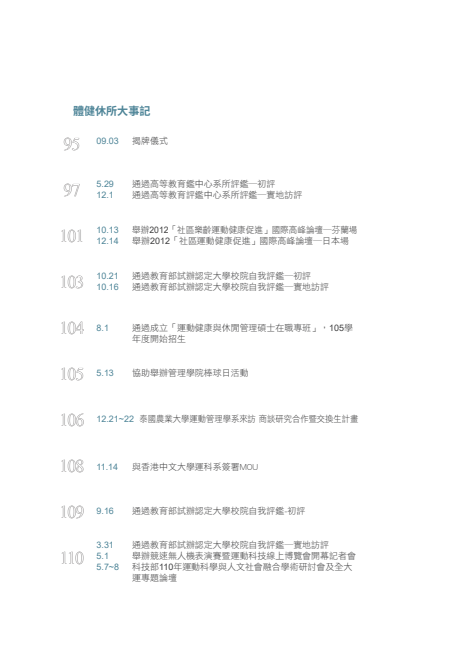 體健休所大事記
95 09.03 揭牌儀式
97 5.29 通過高等教育鑑中心系所評鑑─初評
12.1 通過高等教育評鑑中心系所評鑑─實地訪評
101 10.13 舉辦2012「社區樂齡運動健康促進」國際高峰論壇─芬蘭場
12.14 舉辦2012「社區運動健康促進」國際高峰論壇─日本場
103 10.21 通過教育部試辦認定大學校院自我評鑑─初評
10.16 通過教育部試辦認定大學校院自我評鑑─實地訪評
104 8.1 通過成立「運動健康與休閒管理碩士在職專班」，105學
年度開始招生
105 5.13 協助舉辦管理學院棒球日活動
106 12.21~22 泰國農業大學運動管理學系來訪 商談研究合作暨交換生計畫
108 11.14 與香港中文大學運科系簽署MOU
109 9.16 通過教育部試辦認定大學校院自我評鑑-初評
110 3.31 通過教育部試辦認定大學校院自我評鑑─實地訪評
5.1 舉辦競速無人機表演賽暨運動科技線上博覽會開幕記者會
5.7~8 科技部110年運動科學與人文社會融合學術研討會及全大
運專題論壇